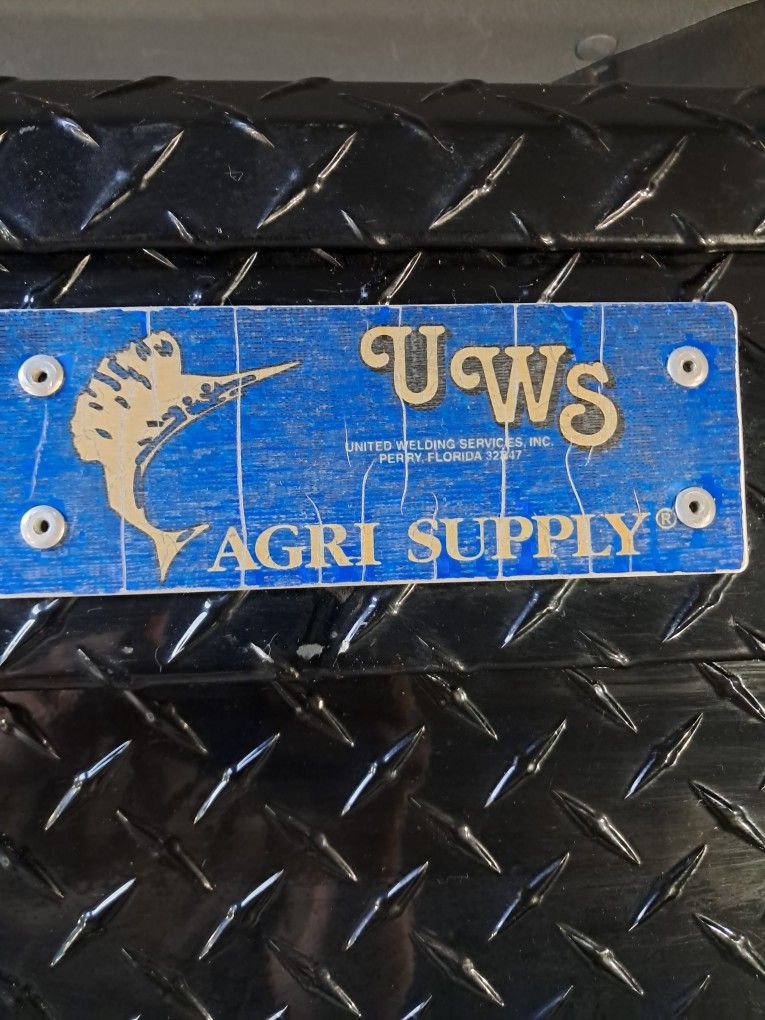 UWS
UNITED WELDING SERVICES, INC.
PERRY, FLORIDA 32347
AGRI SUPPLY®